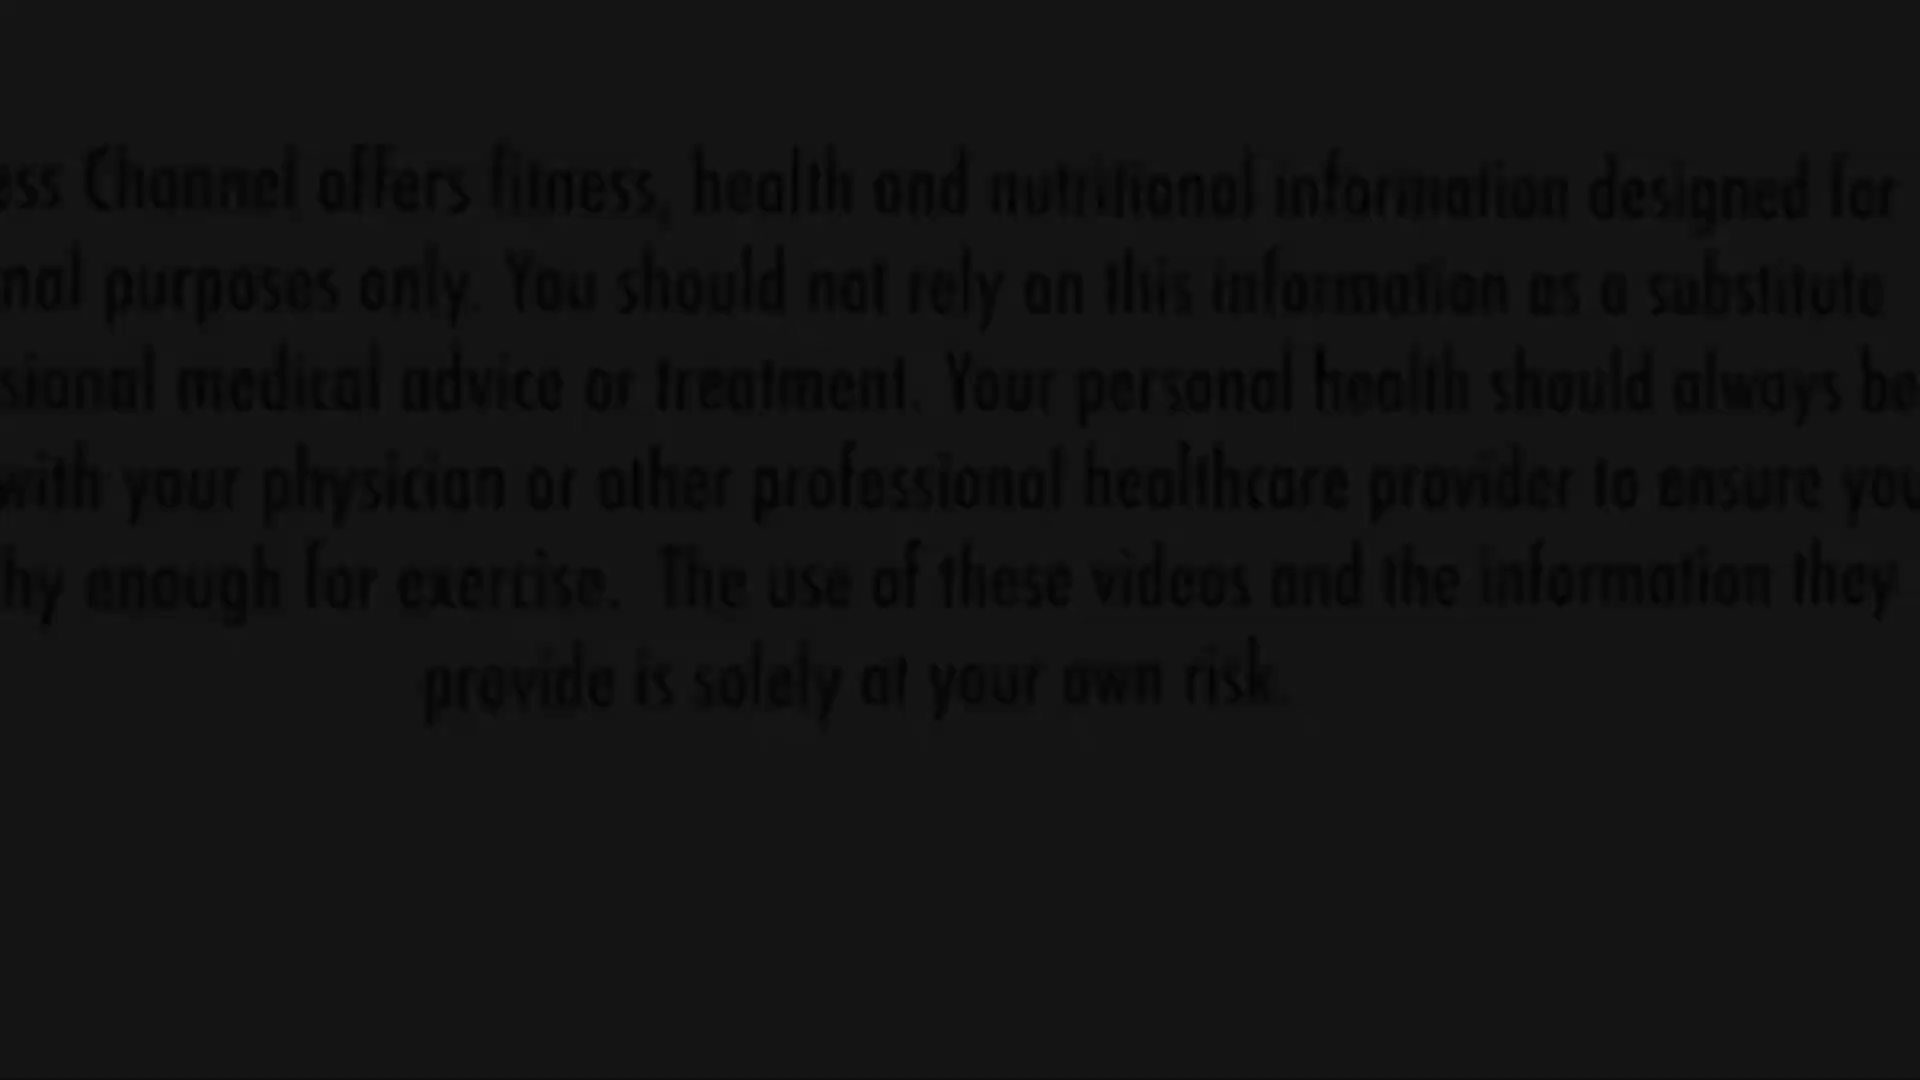 ess Channel offers fitness, health and nutritional information designed for
nal purposes only. You should not rely on this information as a substitute
sional medical advice or treatment. Your personal health should always be
with your physician or other professional healthcare provider to ensure you
hy enough for exercise. The use of these videos and the information they
provide is solely at your own risk.